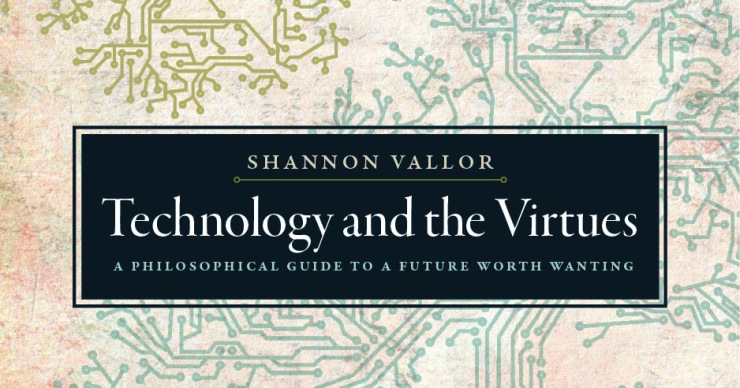 SHANNON VALLOR
Technology and the Virtues
A PHILOSOPHICAL GUIDE TO A FUTURE WORTH WANTING